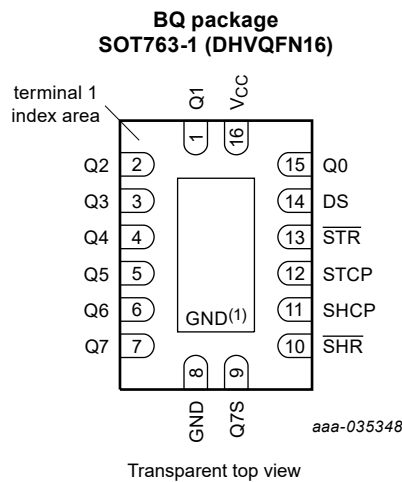 BQ package
SOT763-1 (DHVQFN16)
terminal 1
index area
Q1
VCC
1
16
Q2 2
15 Q0
Q3 3
14 DS
Q4 4
13 S̅T̅R̅
Q5 5
12 STCP
Q6 6
11 SHCP
GND(1)
Q7 7
10 S̅H̅R̅
8
9
GND
Q7S
aaa-035348
Transparent top view